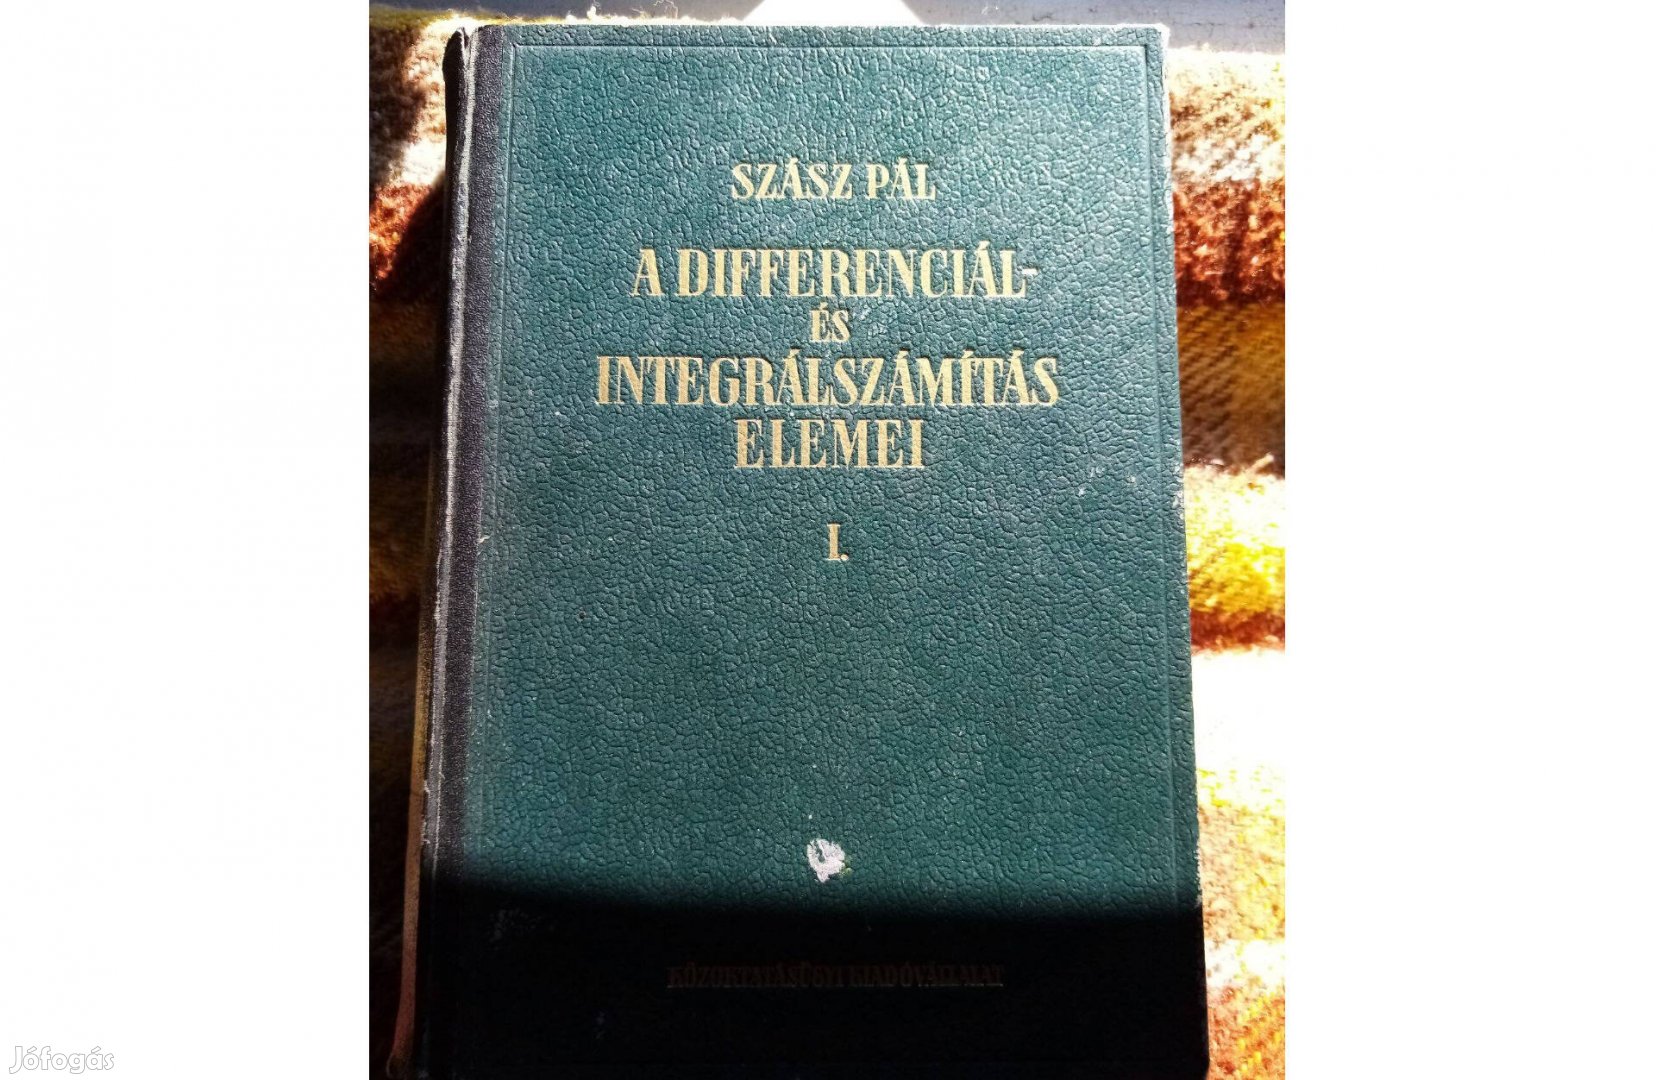 SZÁSZ PÁL
A DIFFERENCIÁL-
ÉS
INTEGRÁLSZÁMÍTÁS
ELEMEI
I.
KÖZOKTATÁSÜGYI KIADÓVÁLLALAT
Jófogás